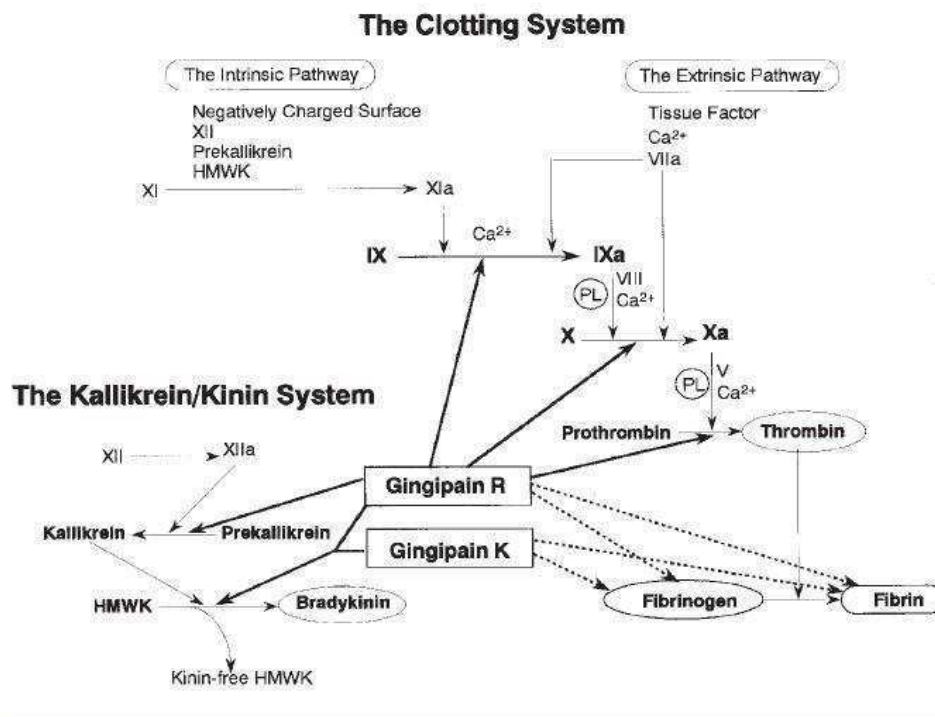 The Clotting System
The Intrinsic Pathway
The Extrinsic Pathway
Negatively Charged Surface
XII
Prekallikrein
HMWK
Tissue Factor
Ca2+
VIIa
XI
XIa
IX
Ca2+
IXa
PL
VIII
Ca2+
X
Xa
PL
V
Ca2+
The Kallikrein/Kinin System
Prothrombin
Thrombin
XII
XIIa
Gingipain R
Kallikrein
Prekallikrein
Gingipain K
HMWK
Bradykinin
Fibrinogen
Fibrin
Kinin-free HMWK